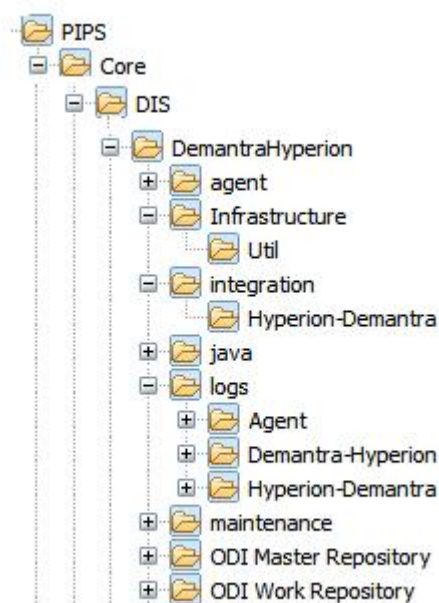 PIPS
Core
DIS
DemantraHyperion
agent
Infrastructure
Util
integration
Hyperion-Demantra
java
logs
Agent
Demantra-Hyperion
Hyperion-Demantra
maintenance
ODI Master Repository
ODI Work Repository